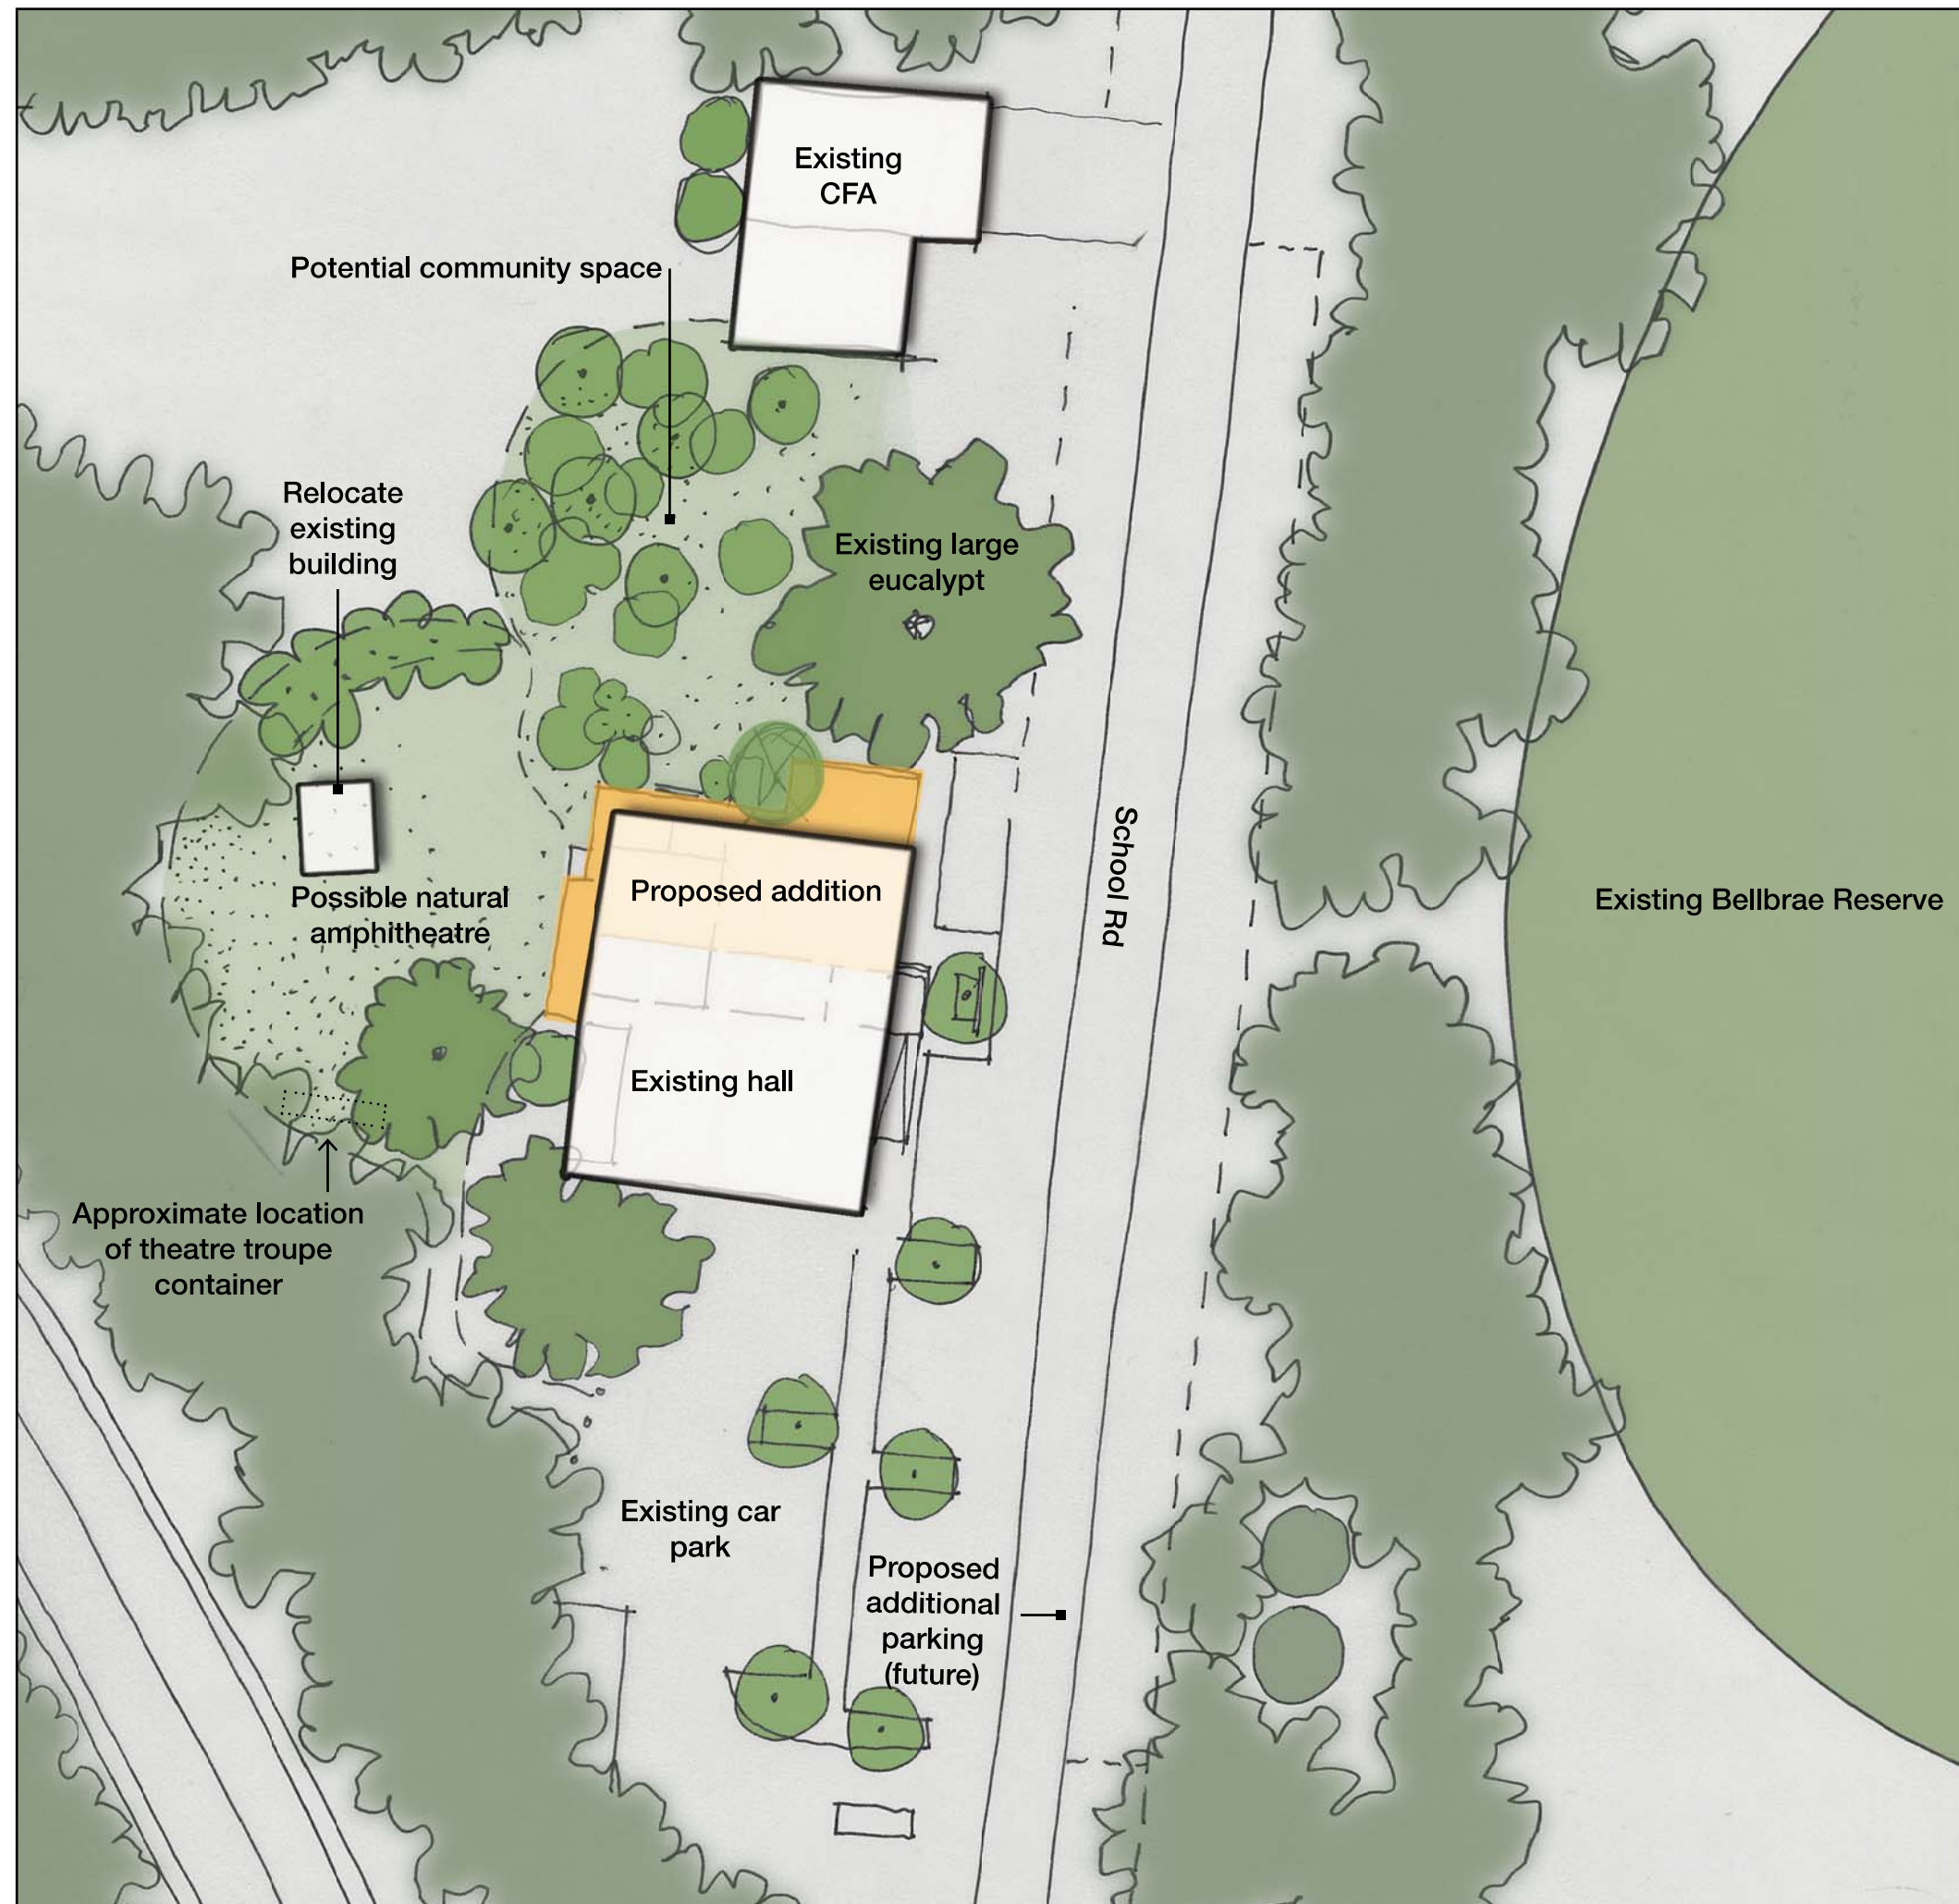 Existing
CFA
Potential community space
Relocate
existing
building
Existing large
eucalypt
School Rd
Proposed addition
Possible natural
amphitheatre
Existing Bellbrae Reserve
Existing hall
Approximate location
of theatre troupe
container
Existing car
park
Proposed
additional
parking
(future)